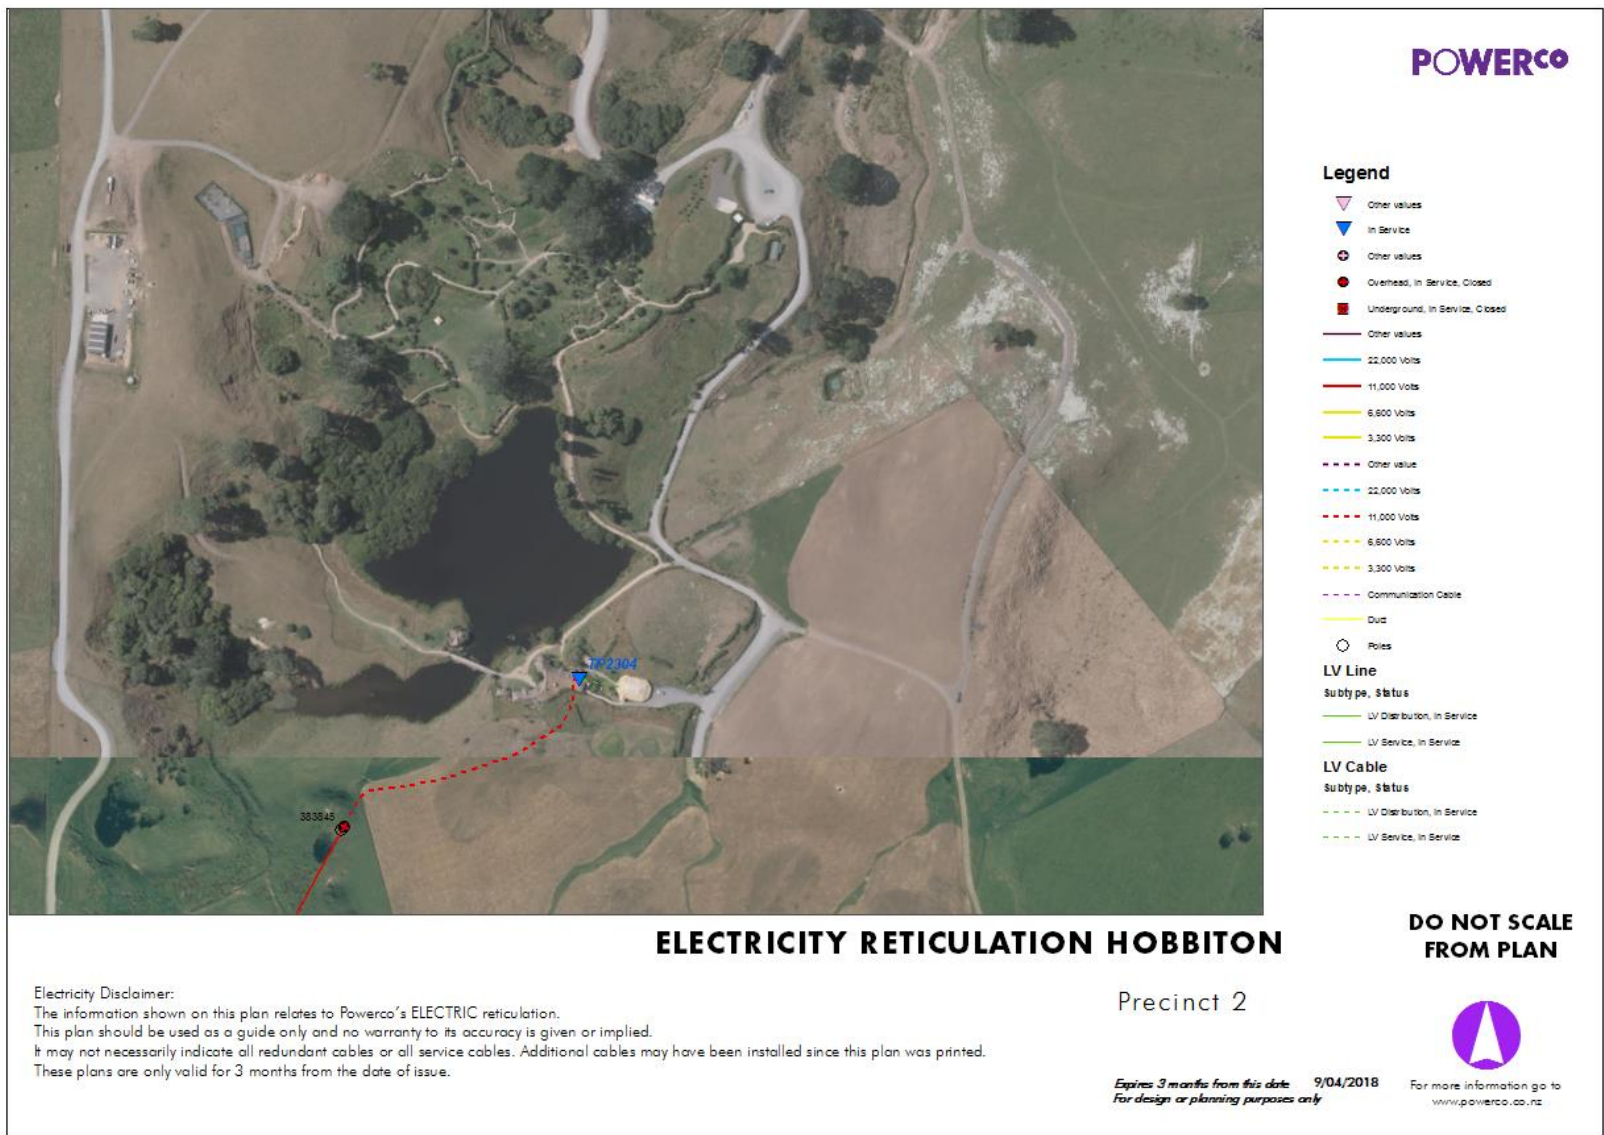 POWERCO
Legend
Other values
In Service
Other values
Overhead, In Service, Closed
Underground, In Service, Closed
Other values
22,000 Volts
11,000 Volts
6,600 Volts
3,300 Volts
Other value
22,000 Volts
11,000 Volts
6,600 Volts
3,300 Volts
Communication Cable
Duct
Poles
LV Line
Subtype, Status
LV Distribution, In Service
LV Service, In Service
LV Cable
Subtype, Status
LV Distribution, In Service
LV Service, In Service
383845
ELECTRICITY RETICULATION HOBBITON
DO NOT SCALE
FROM PLAN
Precinct 2
Electricity Disclaimer:
The information shown on this plan relates to Powerco's ELECTRIC reticulation.
This plan should be used as a guide only and no warranty to its accuracy is given or implied.
It may not necessarily indicate all redundant cables or all service cables. Additional cables may have been installed since this plan was printed.
These plans are only valid for 3 months from the date of issue.
Expires 3 months from this date 9/04/2018
For design or planning purposes only
For more information go to
www.powerco.co.nz